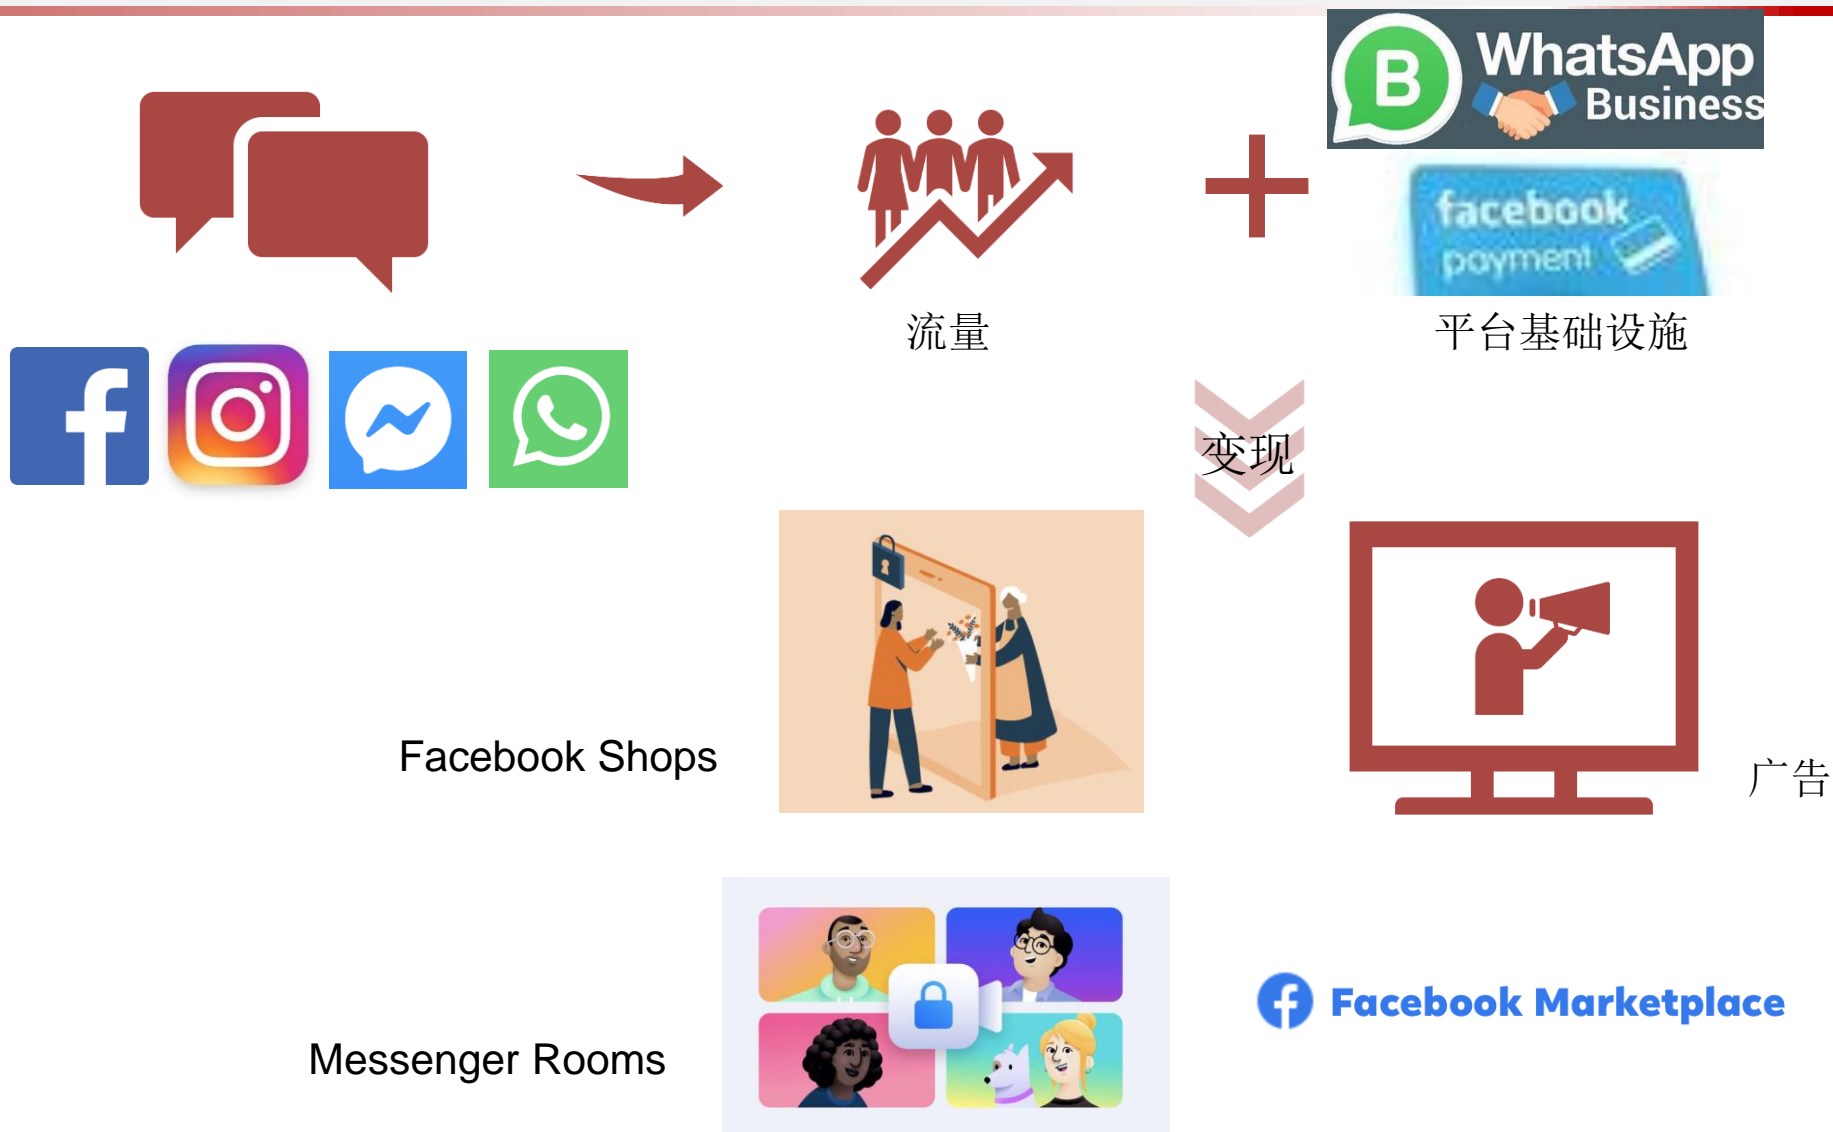 WhatsApp
Business
facebook
payment
流量
平台基础设施
变现
Facebook Shops
广告
Messenger Rooms
Facebook Marketplace